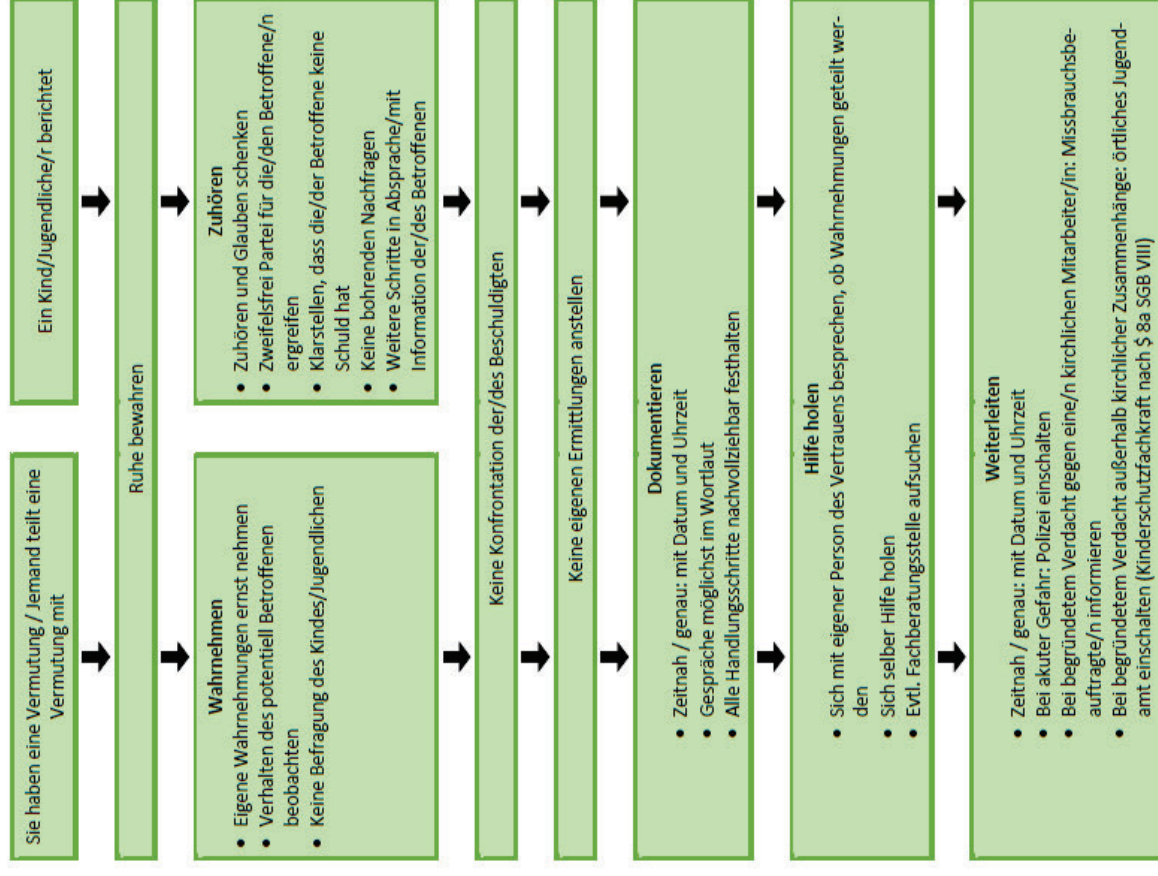 Sie haben eine Vermutung / Jemand teilt eine
Vermutung mit
Ein Kind/Jugendliche/r berichtet
Ruhe bewahren
Wahrnehmen
• Eigene Wahrnehmungen ernst nehmen
• Verhalten des potentiell Betroffenen
beobachten
• Keine Befragung des Kindes/Jugendlichen
Zuhören
• Zuhören und Glauben schenken
• Zweifelsfrei Partei für die/den Betroffene/n
ergreifen
• Klarstellen, dass die/der Betroffene keine
Schuld hat
• Keine bohrenden Nachfragen
• Weitere Schritte in Absprache/mit
Information der/des Betroffenen
Keine Konfrontation der/des Beschuldigten
Keine eigenen Ermittlungen anstellen
Dokumentieren
• Zeitnah / genau: mit Datum und Uhrzeit
• Gespräche möglichst im Wortlaut
• Alle Handlungsschritte nachvollziehbar festhalten
Hilfe holen
• Sich mit eigener Person des Vertrauens besprechen, ob Wahrnehmungen geteilt wer-
den
• Sich selber Hilfe holen
• Evtl. Fachberatungsstelle aufsuchen
Weiterleiten
• Zeitnah / genau: mit Datum und Uhrzeit
• Bei akuter Gefahr: Polizei einschalten
• Bei begründetem Verdacht gegen eine/n kirchlichen Mitarbeiter/in: Missbrauchsbe-
auftragte/n informieren
• Bei begründetem Verdacht außerhalb kirchlicher Zusammenhänge: örtliches Jugend-
amt einschalten (Kinderschutzfachkraft nach $ 8a SGB VIII)